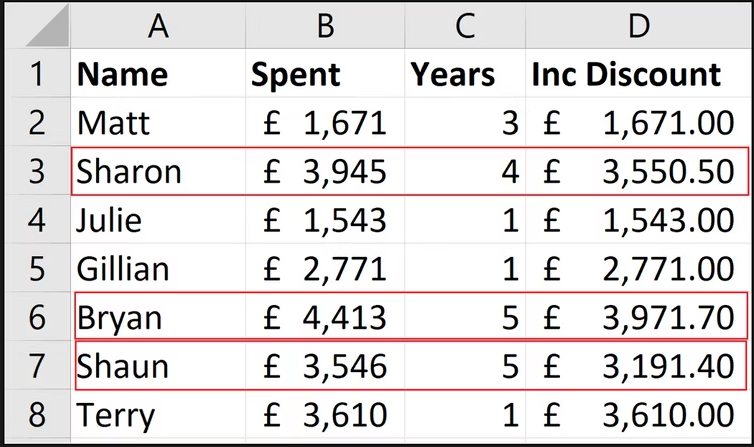 A B C D
1 Name Spent Years Inc Discount
2 Matt £ 1,671 3 £ 1,671.00
3 Sharon £ 3,945 4 £ 3,550.50
4 Julie £ 1,543 1 £ 1,543.00
5 Gillian £ 2,771 1 £ 2,771.00
6 Bryan £ 4,413 5 £ 3,971.70
7 Shaun £ 3,546 5 £ 3,191.40
8 Terry £ 3,610 1 £ 3,610.00